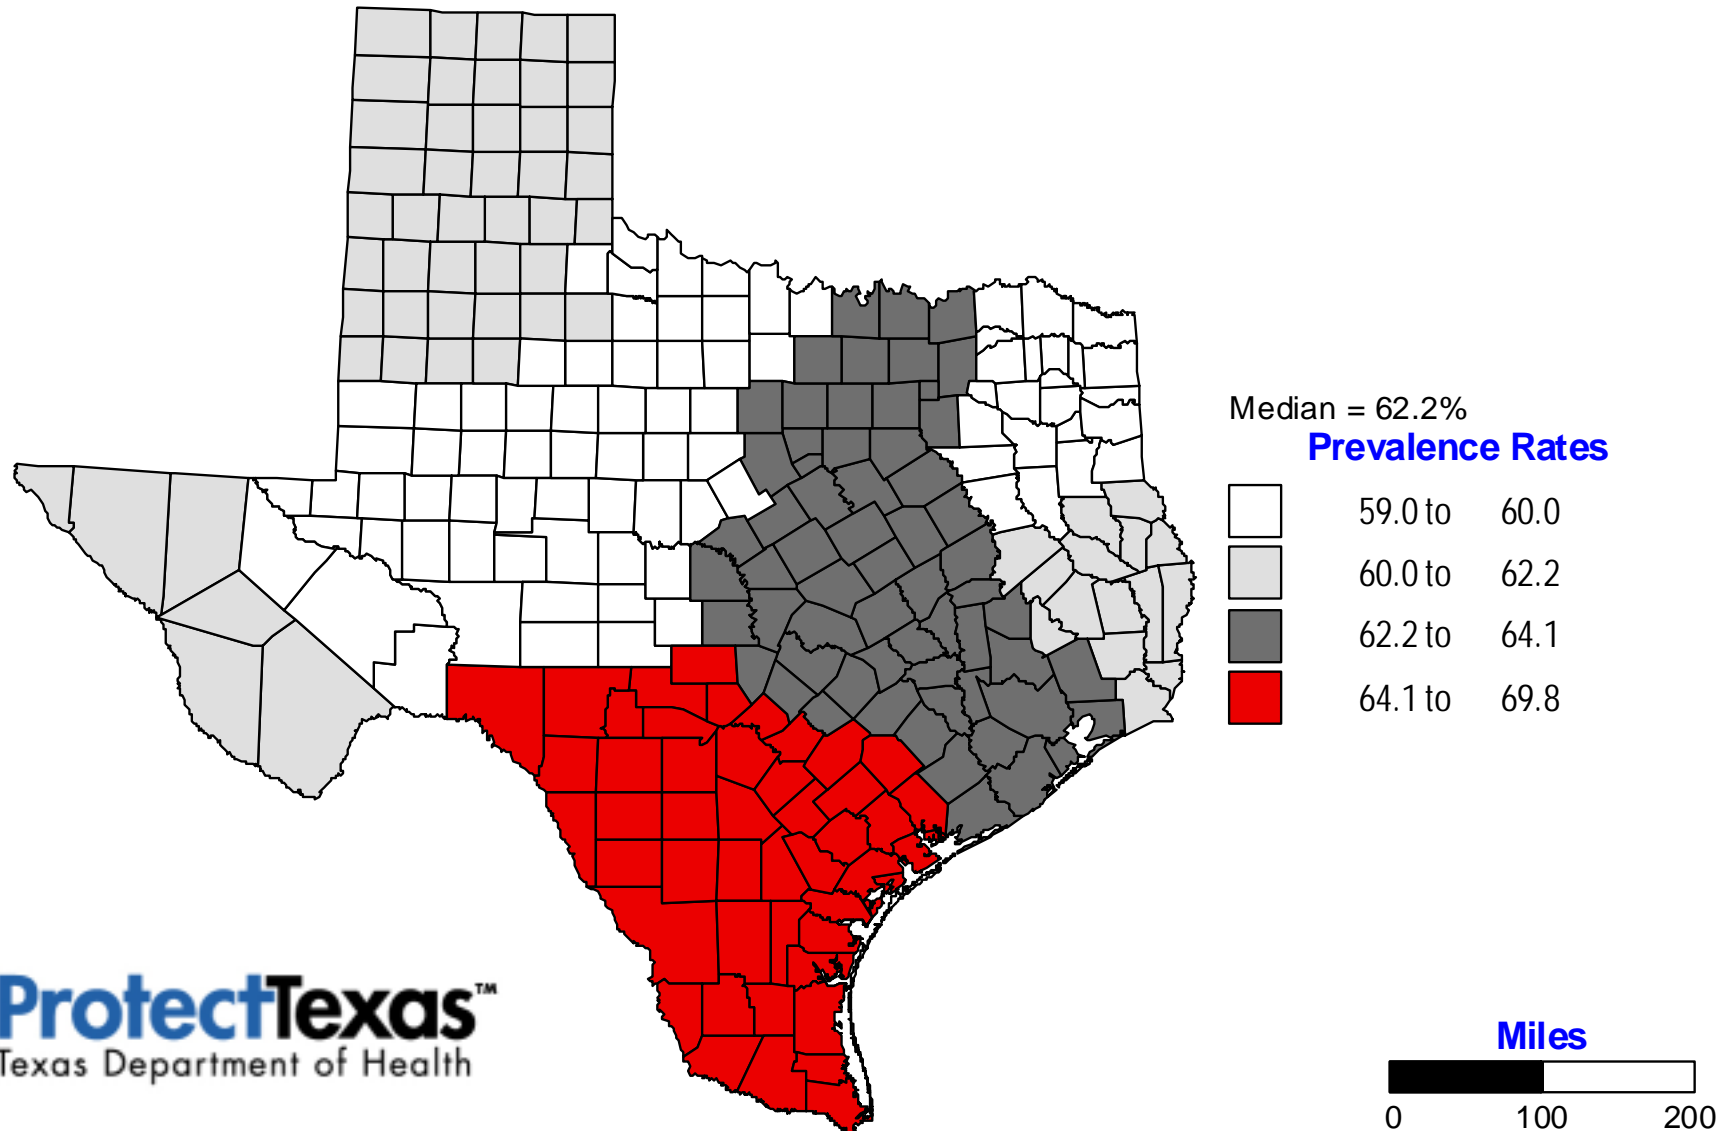 Median = 62.2%
Prevalence Rates
59.0 to 60.0
60.0 to 62.2
62.2 to 64.1
64.1 to 69.8
ProtectTexas™
Texas Department of Health
Miles
0 100 200